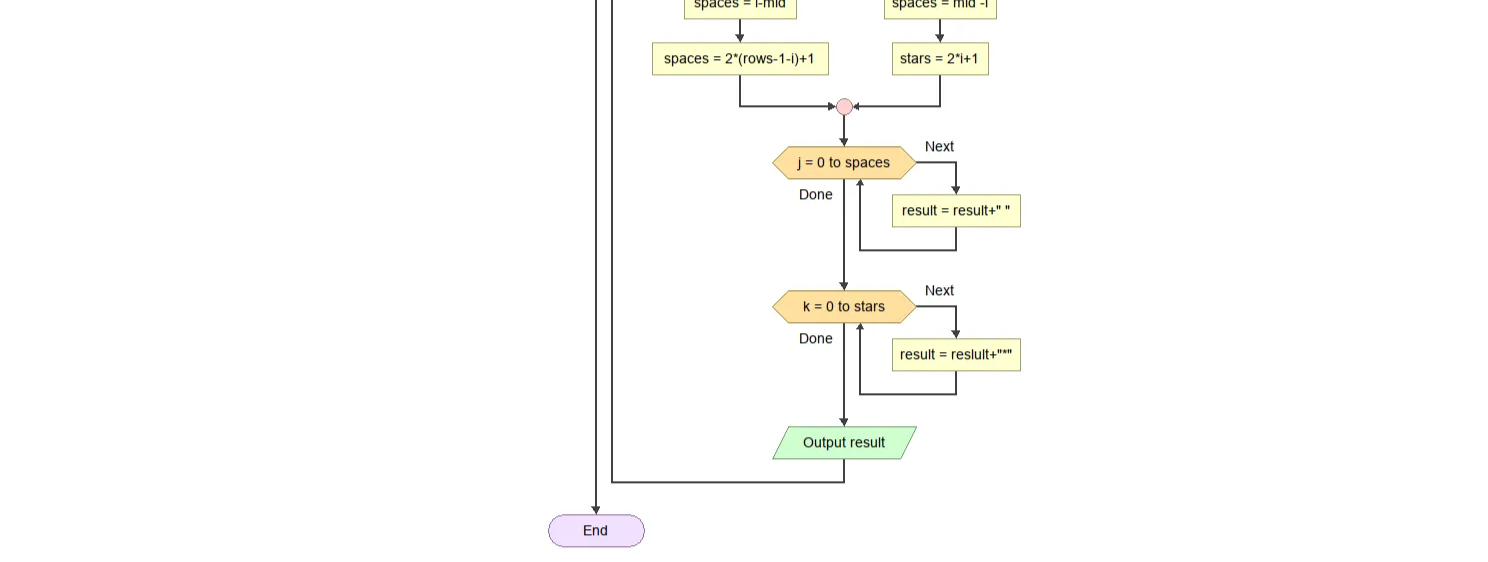 spaces = i-mid
spaces = mid -i
spaces = 2*(rows-1-i)+1
stars = 2*i+1
Next
j = 0 to spaces
Done
result = result+" "
Next
k = 0 to stars
Done
result = reslult+"*"
Output result
End